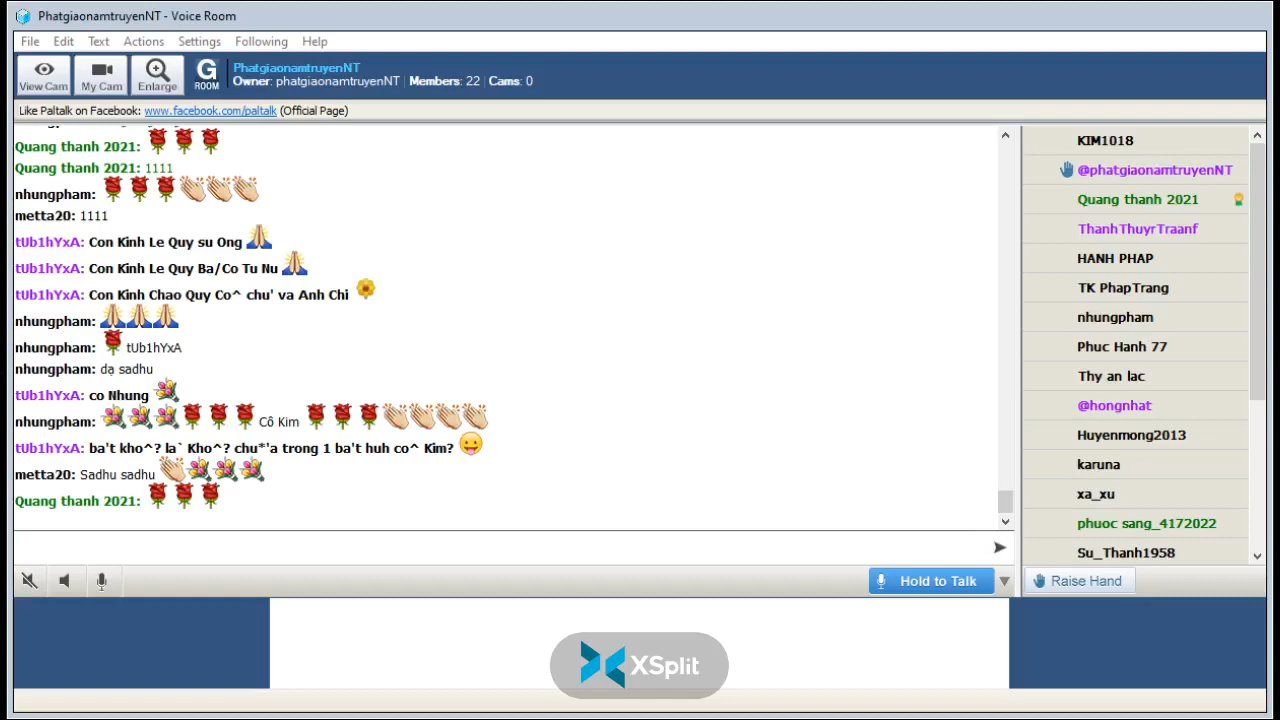 PhatgiaonamtruyenNT - Voice Room
File Edit Text Actions Settings Following Help
View Cam My Cam Enlarge G ROOM
PhatgiaonamtruyenNT
Owner: phatgiaonamtruyenNT | Members: 22 | Cams: 0
Like Paltalk on Facebook: www.facebook.com/paltalk (Official Page)
Quang thanh 2021:
Quang thanh 2021: 1111
nhungpham:
metta20: 1111
tUb1hYxA: Con Kinh Le Quy su Ong
tUb1hYxA: Con Kinh Le Quy Ba/Co Tu Nu
tUb1hYxA: Con Kinh Chao Quy Co^ chu' va Anh Chi
nhungpham:
nhungpham: tUb1hYxA
nhungpham: dạ sadhu
tUb1hYxA: co Nhung
nhungpham: Cô Kim
tUb1hYxA: ba't kho^? la` Kho^? chu*'a trong 1 ba't huh co^ Kim?
metta20: Sadhu sadhu
Quang thanh 2021:
KIM1018
@phatgiaonamtruyenNT
Quang thanh 2021
ThanhThuyrTraanf
HANH PHAP
TK PhapTrang
nhungpham
Phuc Hanh 77
Thy an lac
@hongnhat
Huyenmong2013
karuna
xa_xu
phuoc sang_4172022
Su_Thanh1958
Hold to Talk
Raise Hand
XSplit